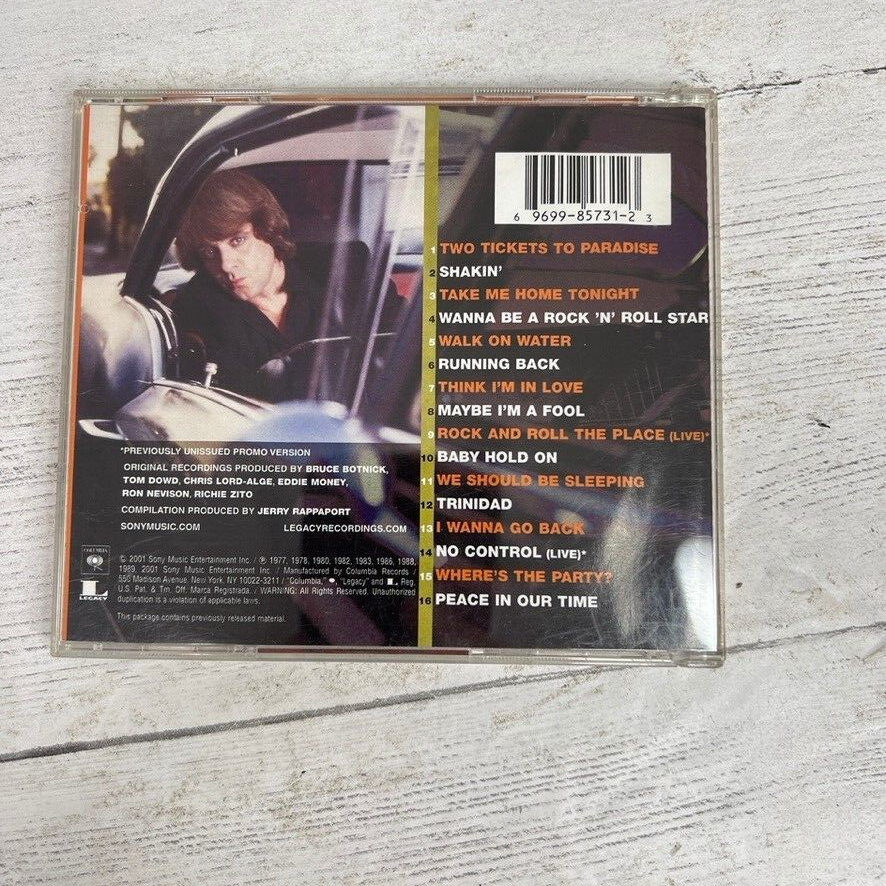 6 9699-85731-2 3
1 TWO TICKETS TO PARADISE
2 SHAKIN'
3 TAKE ME HOME TONIGHT
4 WANNA BE A ROCK 'N' ROLL STAR
5 WALK ON WATER
6 RUNNING BACK
7 THINK I'M IN LOVE
8 MAYBE I'M A FOOL
9 ROCK AND ROLL THE PLACE (LIVE)*
10 BABY HOLD ON
11 WE SHOULD BE SLEEPING
12 TRINIDAD
13 I WANNA GO BACK
14 NO CONTROL (LIVE)*
15 WHERE'S THE PARTY?
16 PEACE IN OUR TIME
*PREVIOUSLY UNISSUED PROMO VERSION
ORIGINAL RECORDINGS PRODUCED BY BRUCE BOTNICK,
TOM DOWD, CHRIS LORD-ALGE, EDDIE MONEY,
RON NEVISON, RICHIE ZITO
COMPILATION PRODUCED BY JERRY RAPPAPORT
SONYMUSIC.COM LEGACYRECORDINGS.COM
COLUMBIA
L
LEGACY
© 2001 Sony Music Entertainment Inc. / ℗ 1977, 1978, 1980, 1982, 1983, 1986, 1988,
1989, 2001 Sony Music Entertainment Inc. / Manufactured by Columbia Records /
550 Madison Avenue, New York, NY 10022-3211 / "Columbia," "Legacy" and L Reg.
U.S. Pat. & Tm. Off. Marca Registrada. / WARNING: All Rights Reserved. Unauthorized
duplication is a violation of applicable laws.
This package contains previously released material.